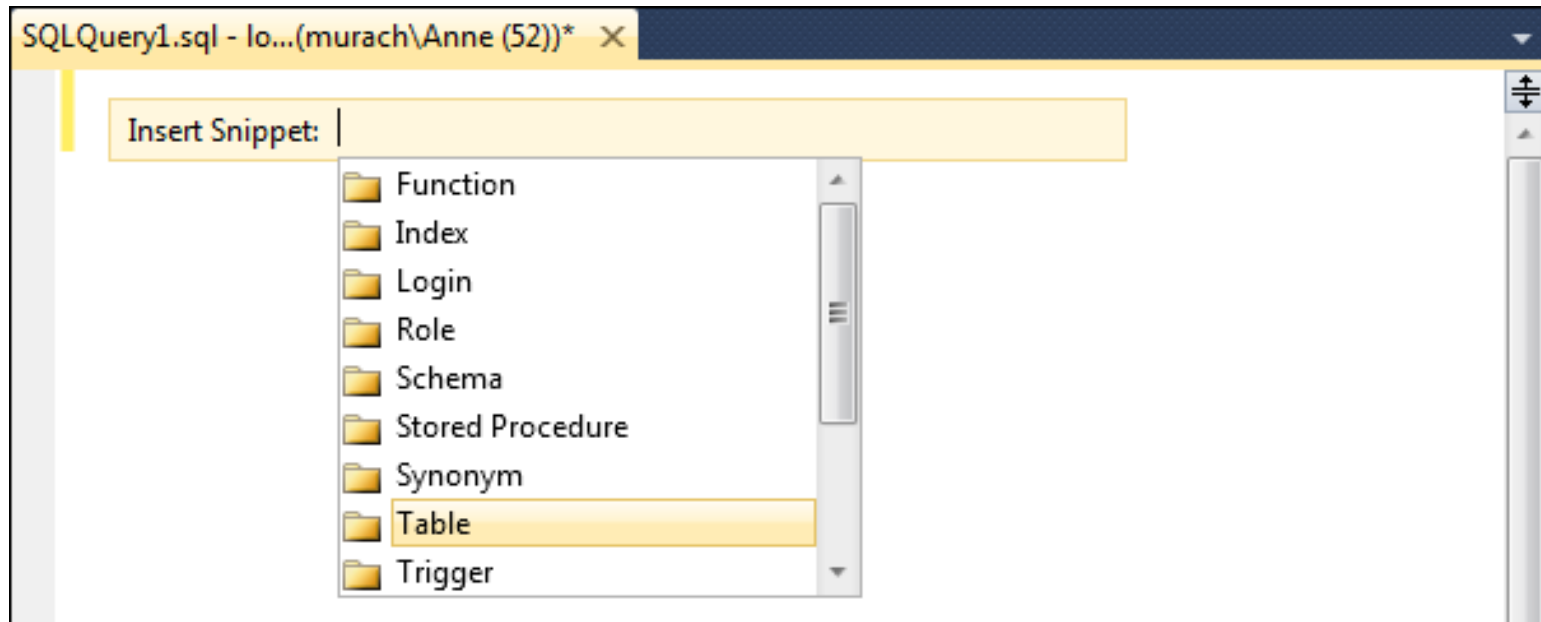 SQLQuery1.sql - lo...(murach\Anne (52))*
Insert Snippet:
Function
Index
Login
Role
Schema
Stored Procedure
Synonym
Table
Trigger